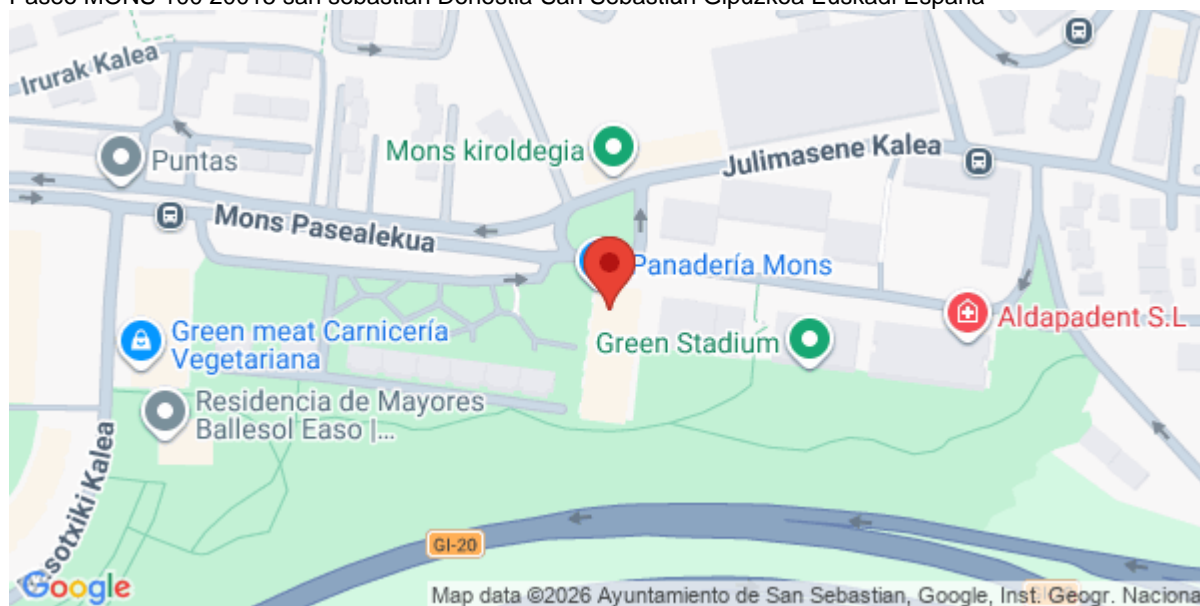 Irurak Kalea
Puntas
Mons kiroldegia
Julimasene Kalea
Mons Pasealekua
Panadería Mons
Green meat Carnicería
Vegetariana
Green Stadium
Aldapadent S.L
Residencia de Mayores
Ballesol Easo |...
GI-20
Google
Map data ©2026 Ayuntamiento de San Sebastian, Google, Inst. Geogr. Naciona